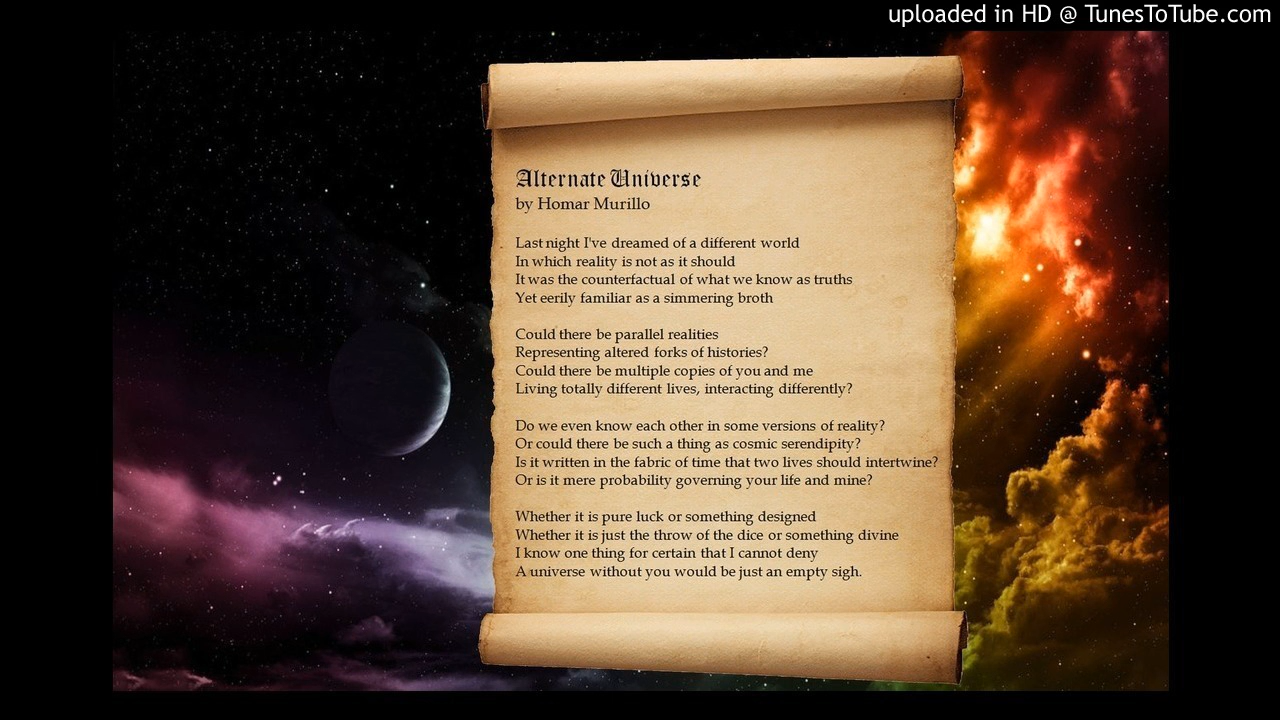 uploaded in HD @ TunesToTube.com
Alternate Universe
by Homar Murillo
Last night I've dreamed of a different world
In which reality is not as it should
It was the counterfactual of what we know as truths
Yet eerily familiar as a simmering broth
Could there be parallel realities
Representing altered forks of histories?
Could there be multiple copies of you and me
Living totally different lives, interacting differently?
Do we even know each other in some versions of reality?
Or could there be such a thing as cosmic serendipity?
Is it written in the fabric of time that two lives should intertwine?
Or is it mere probability governing your life and mine?
Whether it is pure luck or something designed
Whether it is just the throw of the dice or something divine
I know one thing for certain that I cannot deny
A universe without you would be just an empty sigh.